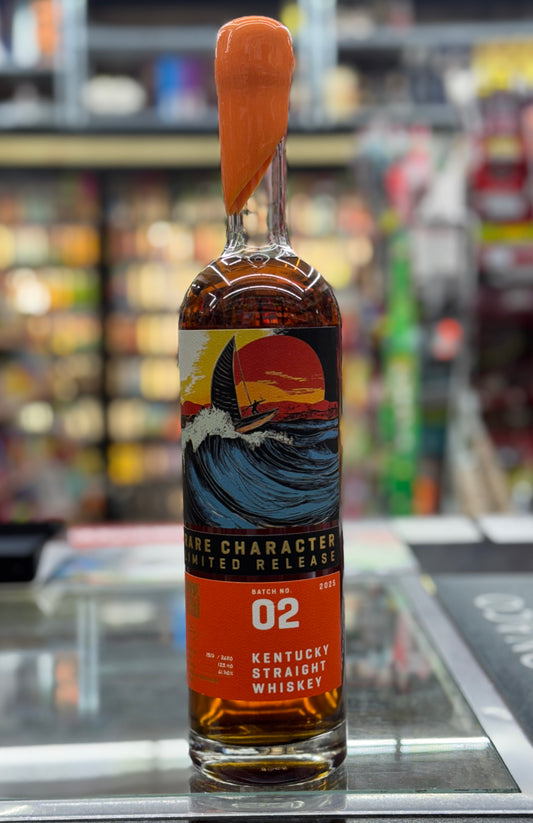 RARE CHARACTER
LIMITED RELEASE
BATCH NO.
2025
02
KENTUCKY
STRAIGHT
WHISKEY